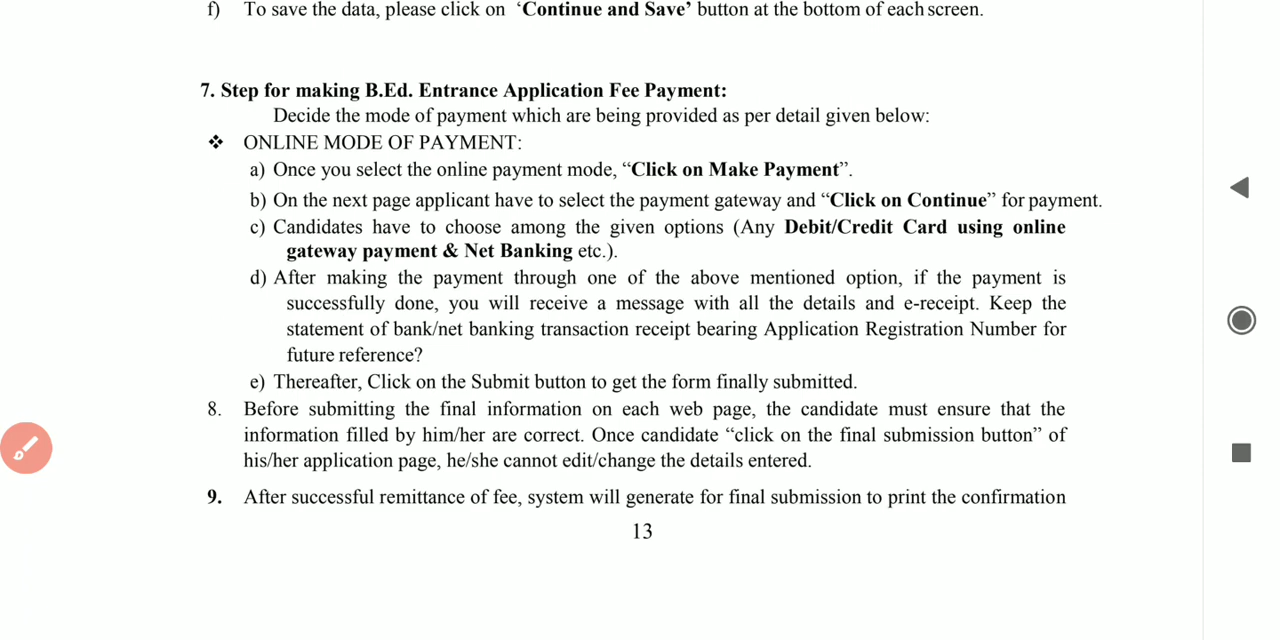 f) To save the data, please click on ‘Continue and Save’ button at the bottom of each screen.
7. Step for making B.Ed. Entrance Application Fee Payment:
Decide the mode of payment which are being provided as per detail given below:
❖ ONLINE MODE OF PAYMENT:
a) Once you select the online payment mode, “Click on Make Payment”.
b) On the next page applicant have to select the payment gateway and “Click on Continue” for payment.
c) Candidates have to choose among the given options (Any Debit/Credit Card using online
gateway payment & Net Banking etc.).
d) After making the payment through one of the above mentioned option, if the payment is
successfully done, you will receive a message with all the details and e-receipt. Keep the
statement of bank/net banking transaction receipt bearing Application Registration Number for
future reference?
e) Thereafter, Click on the Submit button to get the form finally submitted.
8. Before submitting the final information on each web page, the candidate must ensure that the
information filled by him/her are correct. Once candidate “click on the final submission button” of
his/her application page, he/she cannot edit/change the details entered.
9. After successful remittance of fee, system will generate for final submission to print the confirmation
13